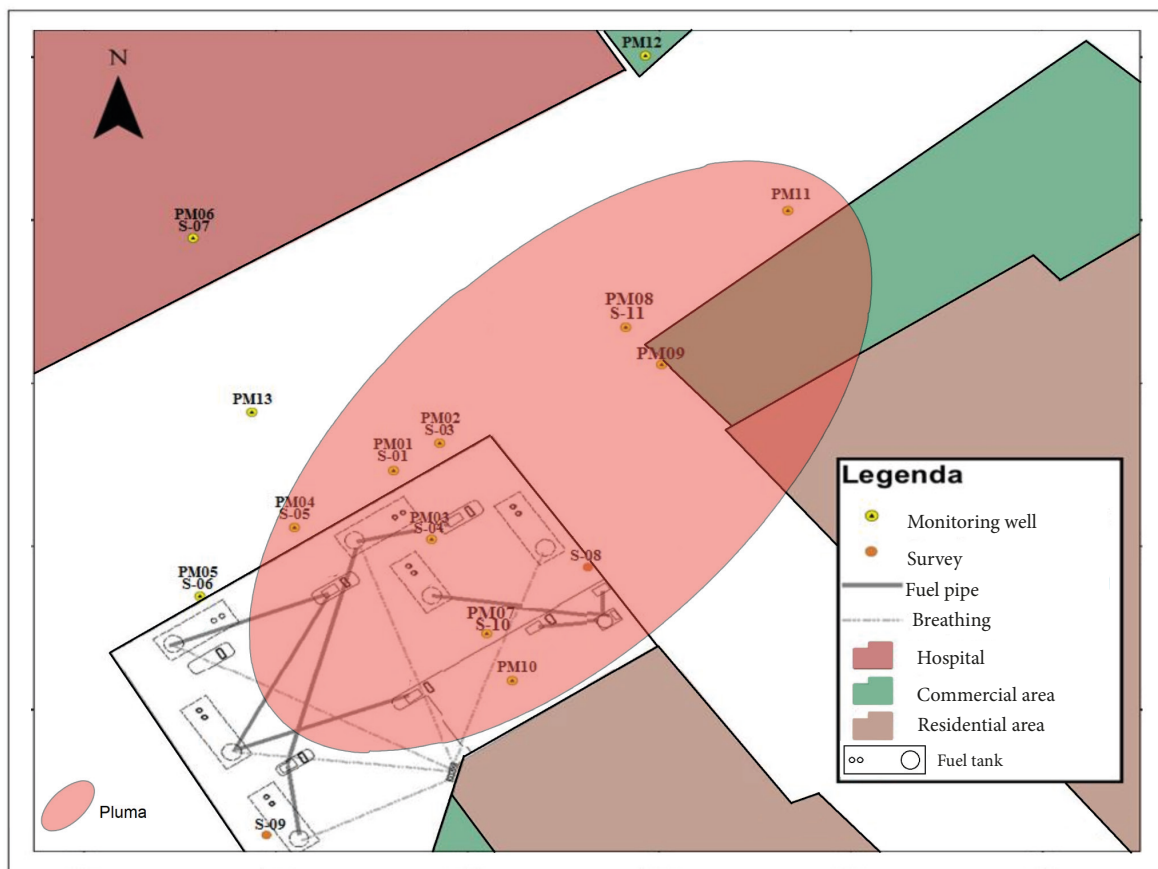 PM12
N
PM11
PM06
S-07
PM08
S-11
PM09
PM13
PM02
S-03
PM01
S-01
PM04
S-05
PM03
S-04
S-08
PM05
S-06
PM07
S-10
PM10
S-09
Pluma
Legenda
Monitoring well
Survey
Fuel pipe
Breathing
Hospital
Commercial area
Residential area
Fuel tank